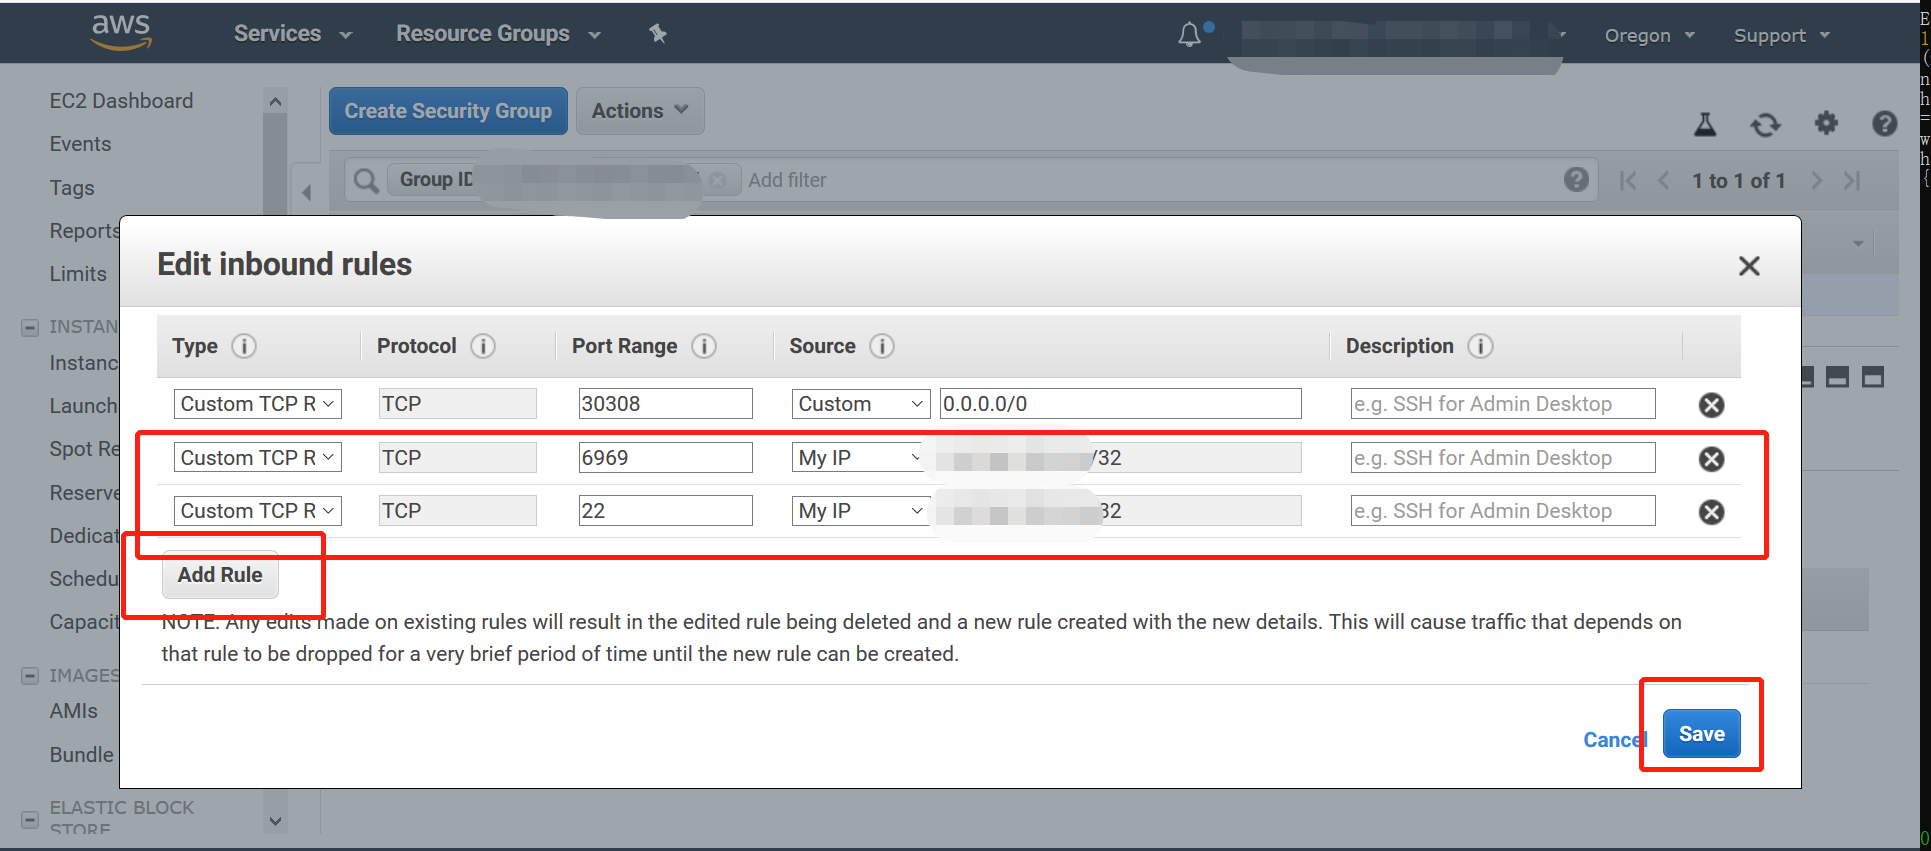 aws Services Resource Groups Oregon Support
EC2 Dashboard
Events
Tags
Reports
Limits
INSTAN
Instanc
Launch
Spot Re
Reserve
Dedicat
Schedu
Capacit
IMAGES
AMIs
Bundle
ELASTIC BLOCK
STORE
Create Security Group Actions
Group ID Add filter 1 to 1 of 1
Edit inbound rules
Type Protocol Port Range Source Description
Custom TCP R TCP 30308 Custom 0.0.0.0/0 e.g. SSH for Admin Desktop
Custom TCP R TCP 6969 My IP /32 e.g. SSH for Admin Desktop
Custom TCP R TCP 22 My IP 32 e.g. SSH for Admin Desktop
Add Rule
NOTE: Any edits made on existing rules will result in the edited rule being deleted and a new rule created with the new details. This will cause traffic that depends on
that rule to be dropped for a very brief period of time until the new rule can be created.
Cancel Save
E
1
(
n
h
=
w
h
{
0